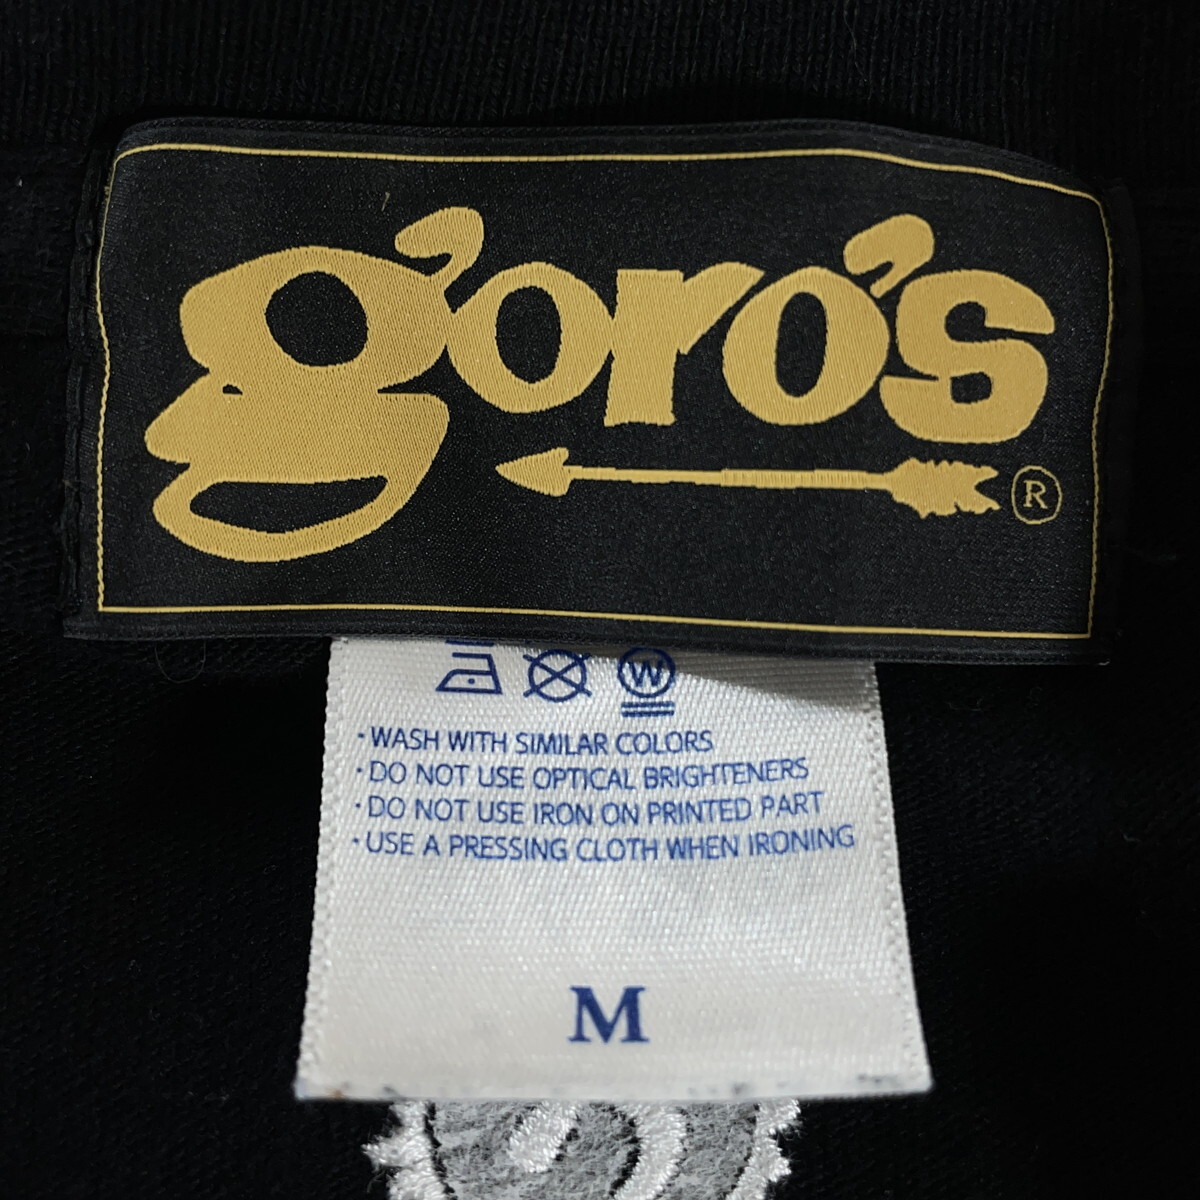 goro's
®
W
·WASH WITH SIMILAR COLORS
·DO NOT USE OPTICAL BRIGHTENERS
·DO NOT USE IRON ON PRINTED PART
·USE A PRESSING CLOTH WHEN IRONING
M